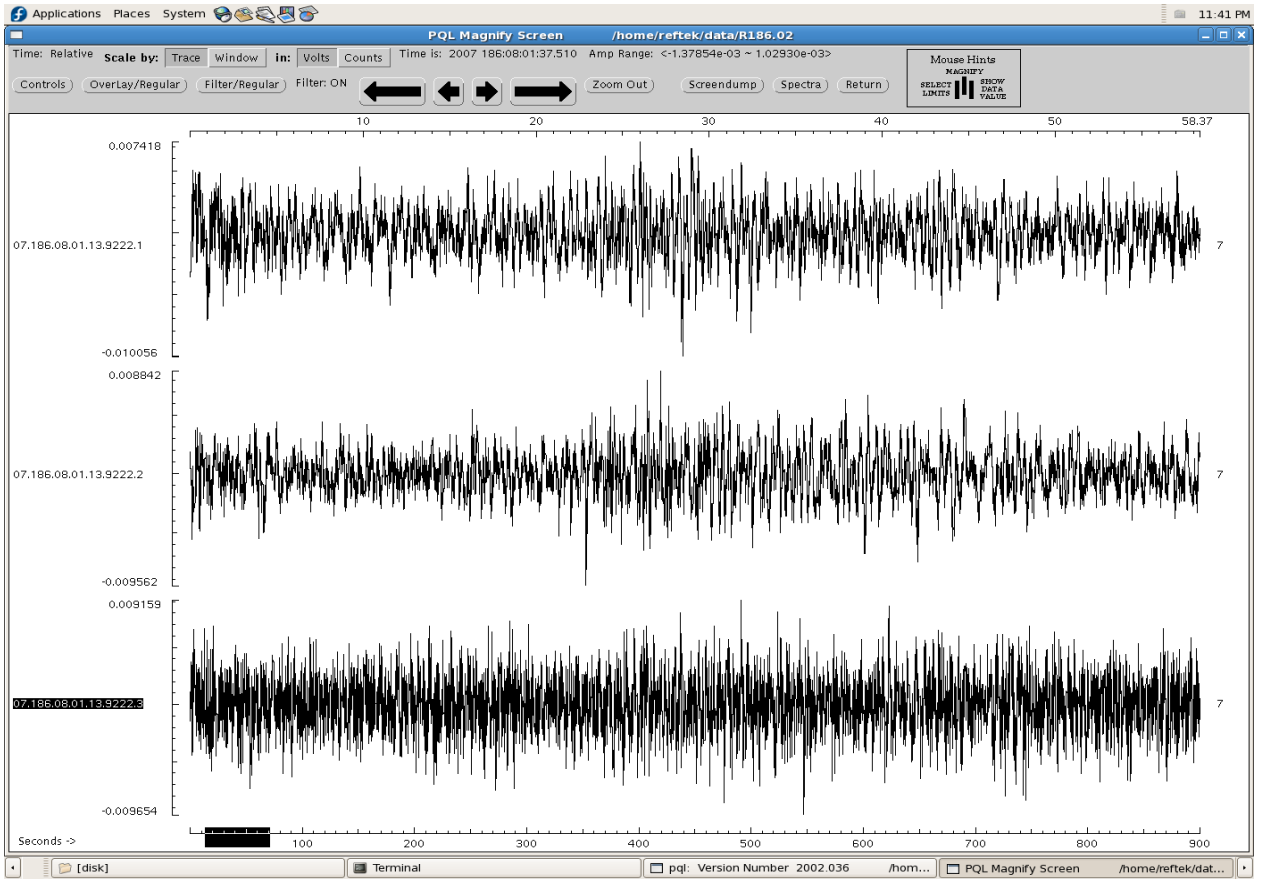 Applications Places System 11:41 PM
PQL Magnify Screen /home/reftek/data/R186.02
Time: Relative Scale by: Trace Window in: Volts Counts Time is: 2007 186:08:01:37.510 Amp Range: <-1.37854e-03 ~ 1.02930e-03>
Controls OverLay/Regular Filter/Regular Filter: ON Zoom Out Screendump Spectra Return
Mouse Hints
MAGNIFY
SELECT LIMITS
SHOW DATA VALUE
10 20 30 40 50 58.37
0.007418
07.186.08.01.13.9222.1 7
-0.010056
0.008842
07.186.08.01.13.9222.2 7
-0.009562
0.009159
07.186.08.01.13.9222.3 7
-0.009654
Seconds -> 100 200 300 400 500 600 700 800 900
[disk] Terminal pql: Version Number 2002.036 /hom... PQL Magnify Screen /home/reftek/dat...